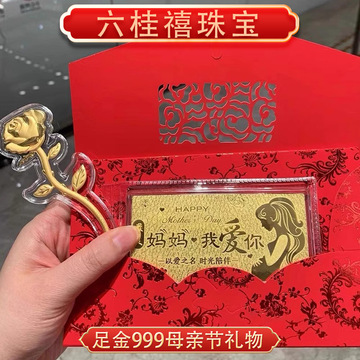 六桂禧珠宝
HAPPY
Mother's Day
妈妈 我爱你
以爱之名 时光陪伴
足金999母亲节礼物